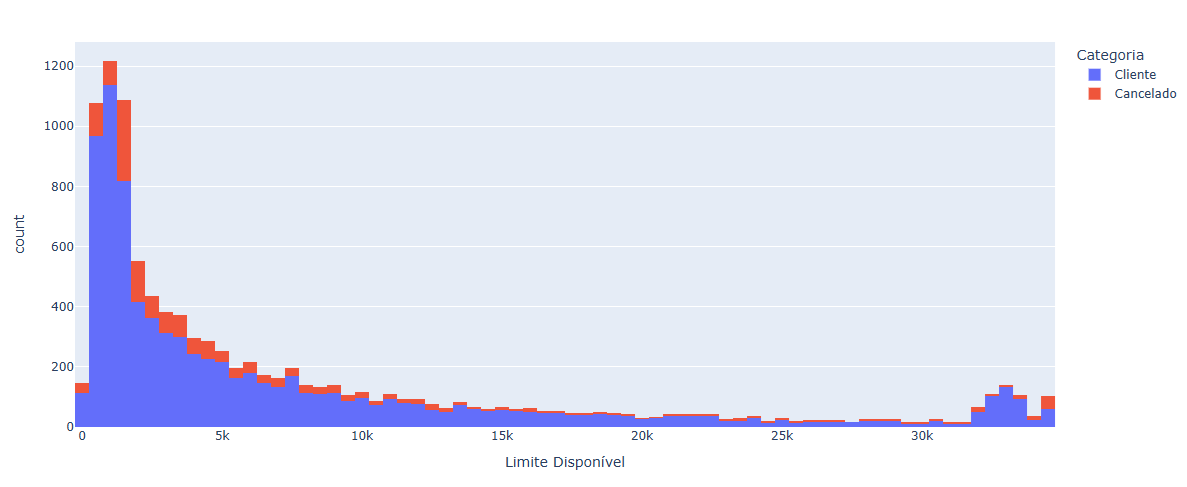 Categoria
Cliente
Cancelado
1200
1000
800
600
400
200
0
count
0 5k 10k 15k 20k 25k 30k
Limite Disponível